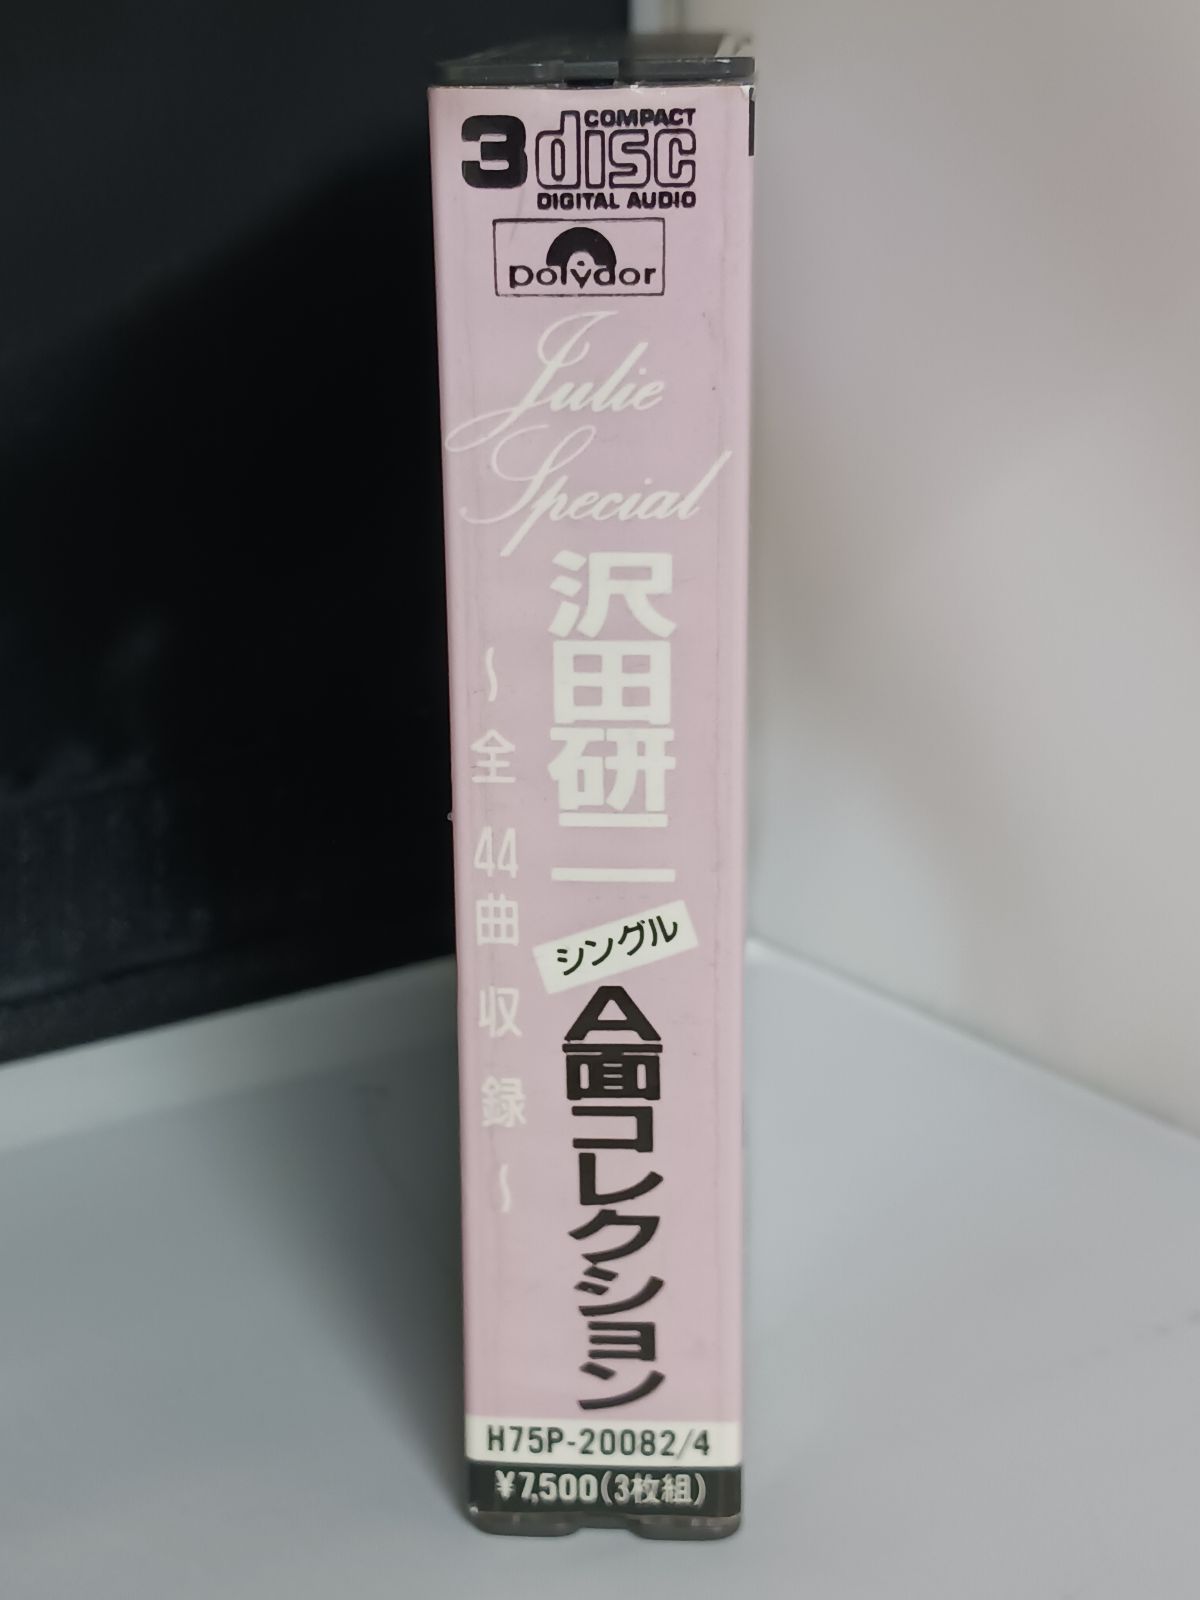 3 COMPACT disc DIGITAL AUDIO
polydor
Julie
Special
沢田研二
〜全44曲収録〜
シングル
A面コレクション
H75P-20082/4
¥7,500(3枚組)